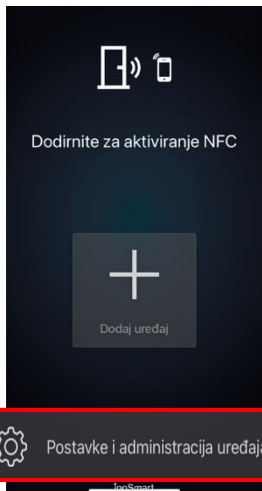 Dodirnite za aktiviranje NFC
Dodaj uređaj
Postavke i administracija uređaja